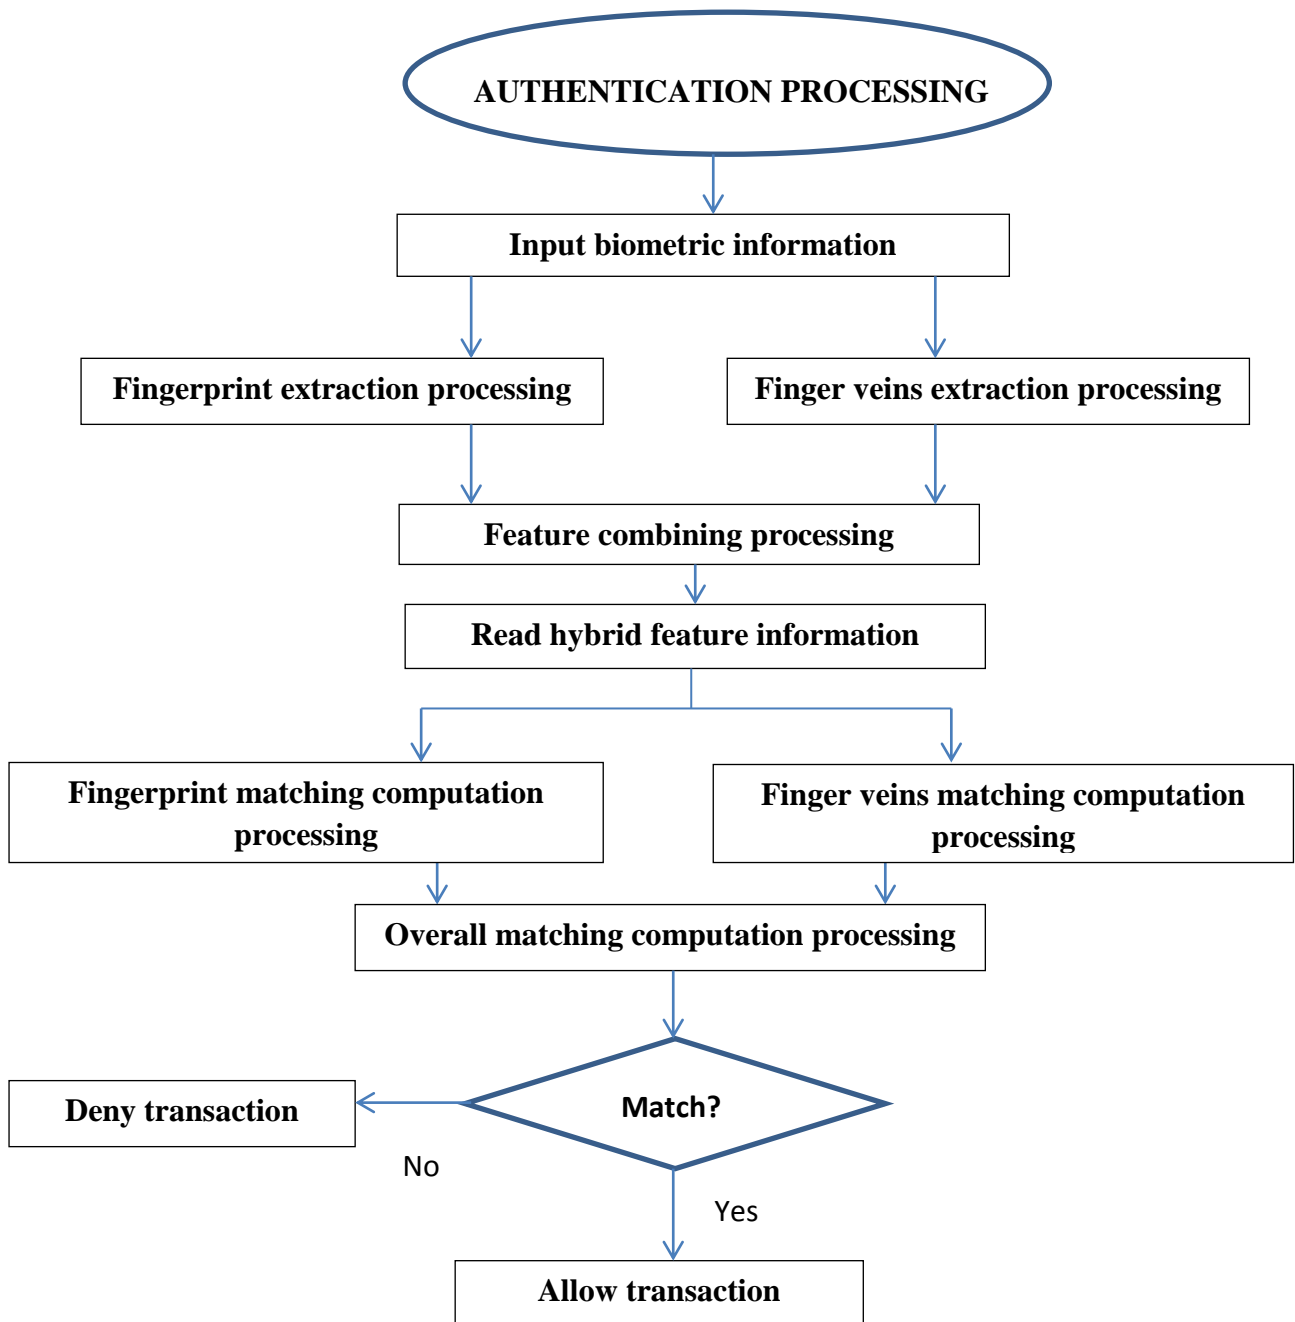 AUTHENTICATION PROCESSING
Input biometric information
Fingerprint extraction processing
Finger veins extraction processing
Feature combining processing
Read hybrid feature information
Fingerprint matching computation
processing
Finger veins matching computation
processing
Overall matching computation processing
Match?
Deny transaction
No
Yes
Allow transaction